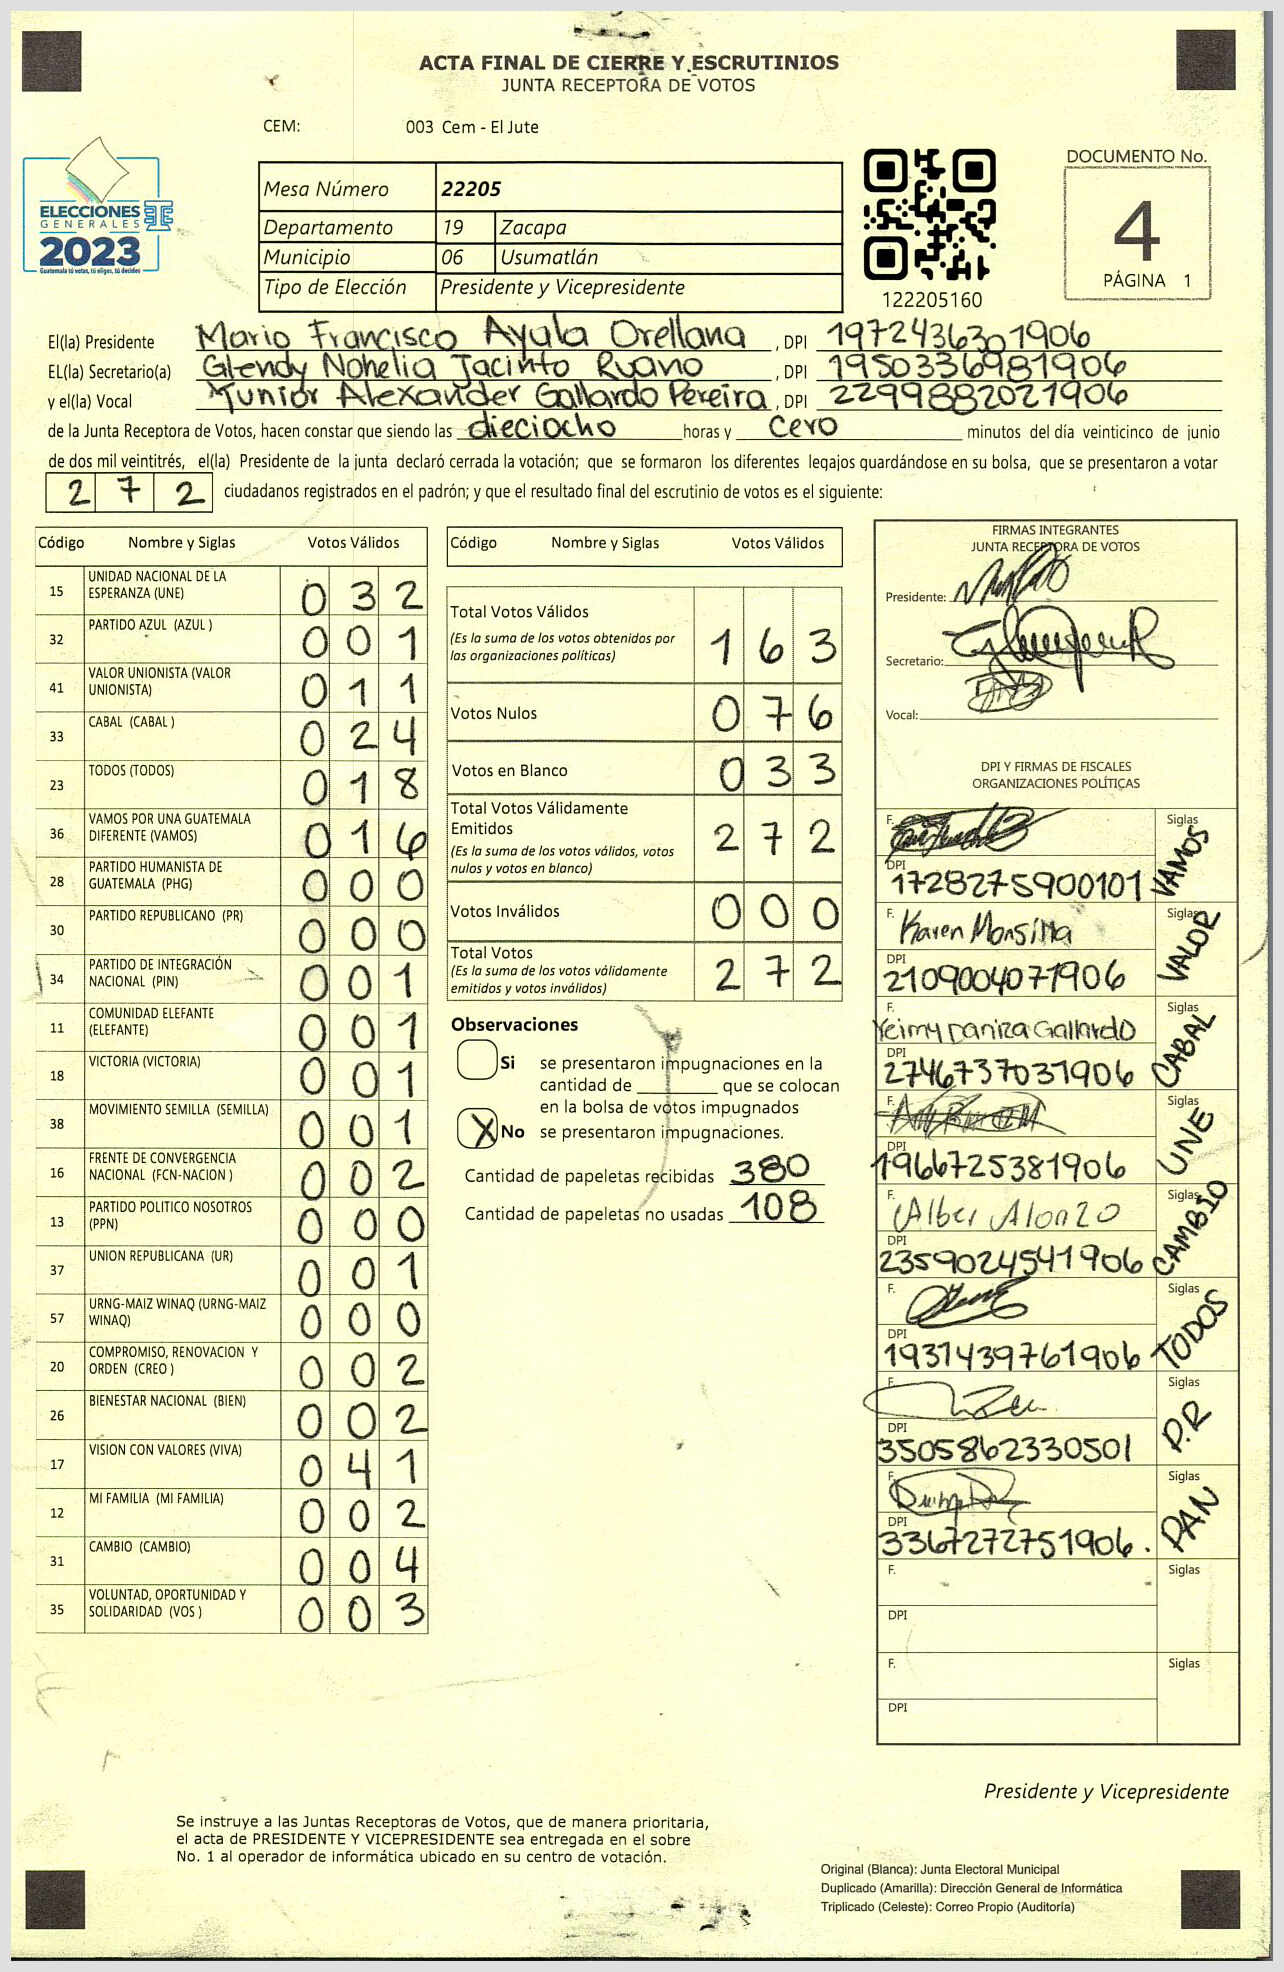 ACTA FINAL DE CIERRE Y ESCRUTINIOS
JUNTA RECEPTORA DE VOTOS
CEM: 003 Cem - El Jute
ELECCIONES
GENERALES
2023
Guatemala tú votas, tú eliges, tú decides
Mesa Número 22205
Departamento 19 Zacapa
Municipio 06 Usumatlán
Tipo de Elección Presidente y Vicepresidente
122205160
DOCUMENTO No.
4
PÁGINA 1
El(la) Presidente Mario Francisco Ayala Orellana , DPI 1972436301906
EL(la) Secretario(a) Glendy Nohelia Jacinto Ruano , DPI 1950336981906
y el(la) Vocal Junior Alexander Gallardo Pereira , DPI 2299882021906
de la Junta Receptora de Votos, hacen constar que siendo las dieciocho horas y cero minutos del día veinticinco de junio
de dos mil veintitrés, el(la) Presidente de la junta declaró cerrada la votación; que se formaron los diferentes legajos guardándose en su bolsa, que se presentaron a votar
2 7 2 ciudadanos registrados en el padrón; y que el resultado final del escrutinio de votos es el siguiente:
Código Nombre y Siglas Votos Válidos
15 UNIDAD NACIONAL DE LA ESPERANZA (UNE) 0 3 2
32 PARTIDO AZUL (AZUL ) 0 0 1
41 VALOR UNIONISTA (VALOR UNIONISTA) 0 1 1
33 CABAL (CABAL ) 0 2 4
23 TODOS (TODOS) 0 1 8
36 VAMOS POR UNA GUATEMALA DIFERENTE (VAMOS) 0 1 6
28 PARTIDO HUMANISTA DE GUATEMALA (PHG) 0 0 0
30 PARTIDO REPUBLICANO (PR) 0 0 0
34 PARTIDO DE INTEGRACIÓN NACIONAL (PIN) 0 0 1
11 COMUNIDAD ELEFANTE (ELEFANTE) 0 0 1
18 VICTORIA (VICTORIA) 0 0 1
38 MOVIMIENTO SEMILLA (SEMILLA) 0 0 1
16 FRENTE DE CONVERGENCIA NACIONAL (FCN-NACION ) 0 0 2
13 PARTIDO POLITICO NOSOTROS (PPN) 0 0 0
37 UNION REPUBLICANA (UR) 0 0 1
57 URNG-MAIZ WINAQ (URNG-MAIZ WINAQ) 0 0 0
20 COMPROMISO, RENOVACION Y ORDEN (CREO ) 0 0 2
26 BIENESTAR NACIONAL (BIEN) 0 0 2
17 VISION CON VALORES (VIVA) 0 4 1
12 MI FAMILIA (MI FAMILIA) 0 0 2
31 CAMBIO (CAMBIO) 0 0 4
35 VOLUNTAD, OPORTUNIDAD Y SOLIDARIDAD (VOS ) 0 0 3
Código Nombre y Siglas Votos Válidos
Total Votos Válidos 1 6 3
(Es la suma de los votos obtenidos por
las organizaciones políticas)
Votos Nulos 0 7 6
Votos en Blanco 0 3 3
Total Votos Válidamente
Emitidos 2 7 2
(Es la suma de los votos válidos, votos
nulos y votos en blanco)
Votos Inválidos 0 0 0
Total Votos 2 7 2
(Es la suma de los votos válidamente
emitidos y votos inválidos)
Observaciones
Si se presentaron impugnaciones en la
cantidad de ________ que se colocan
en la bolsa de votos impugnados
X No se presentaron impugnaciones.
Cantidad de papeletas recibidas 380
Cantidad de papeletas no usadas 108
FIRMAS INTEGRANTES
JUNTA RECEPTORA DE VOTOS
Presidente:
Secretario:
Vocal:
DPI Y FIRMAS DE FISCALES
ORGANIZACIONES POLÍTICAS
F. Siglas VAMOS
DPI 1728275900101
F. Karen Monsilla Siglas VALOR
DPI 2109004071906
F. Yeimy Daniza Gallardo Siglas CABAL
DPI 2746737031906
F. Siglas UNE
DPI 1966725381906
F. Alber Alonzo Siglas CAMBIO
DPI 2359024541906
F. Siglas TODOS
DPI 1931439761906
F. Siglas P.R
DPI 3505862330501
F. Siglas PAN
DPI 3367272751906.
F. Siglas
DPI
F. Siglas
DPI
Presidente y Vicepresidente
Se instruye a las Juntas Receptoras de Votos, que de manera prioritaria,
el acta de PRESIDENTE Y VICEPRESIDENTE sea entregada en el sobre
No. 1 al operador de informática ubicado en su centro de votación.
Original (Blanca): Junta Electoral Municipal
Duplicado (Amarilla): Dirección General de Informática
Triplicado (Celeste): Correo Propio (Auditoría)